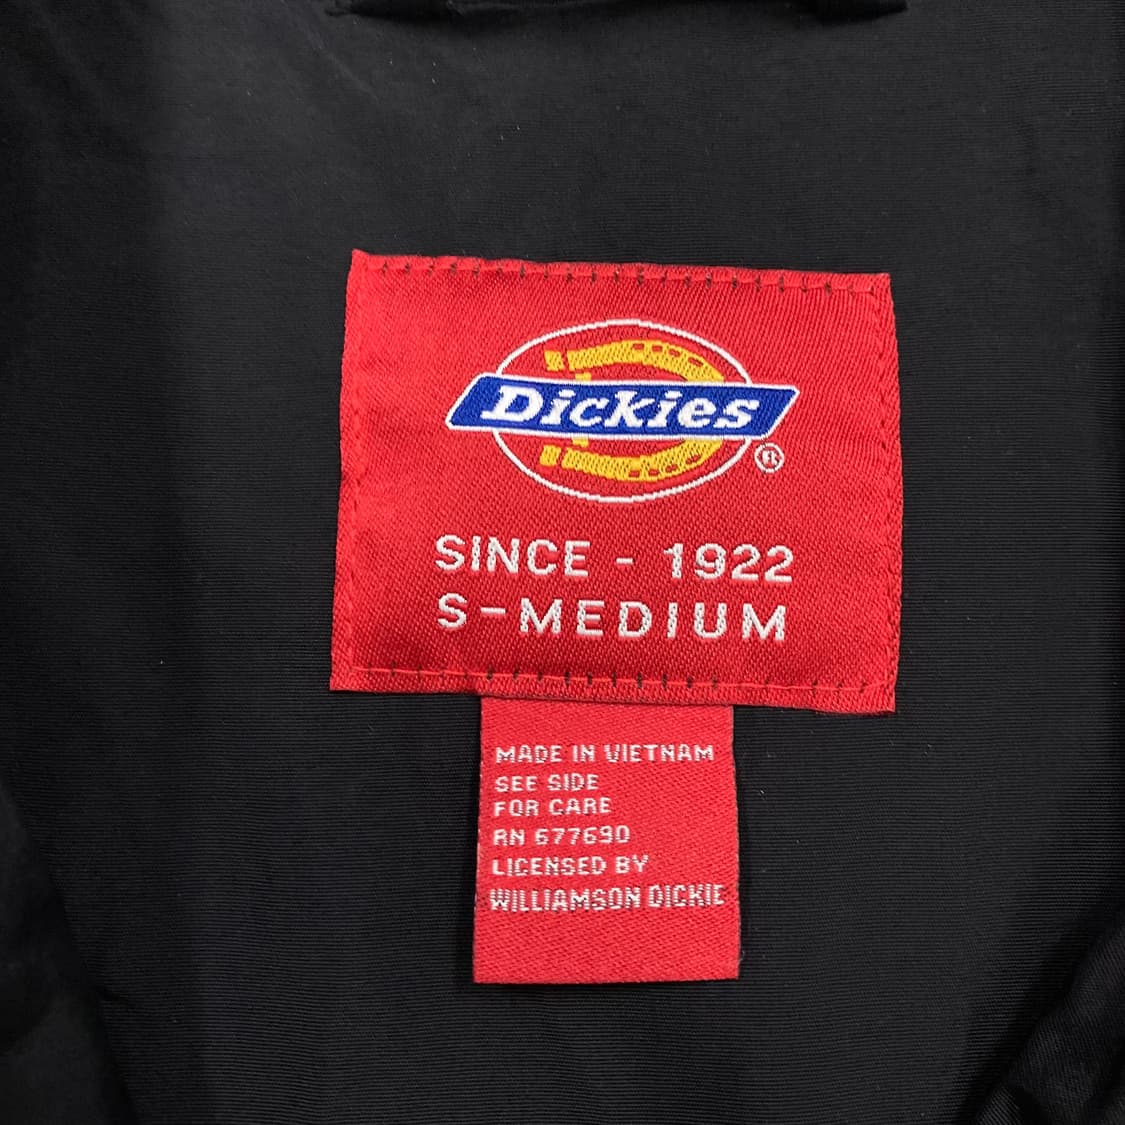 Dickies ®
SINCE - 1922
S-MEDIUM
MADE IN VIETNAM
SEE SIDE
FOR CARE
RN 677690
LICENSED BY
WILLIAMSON DICKIE